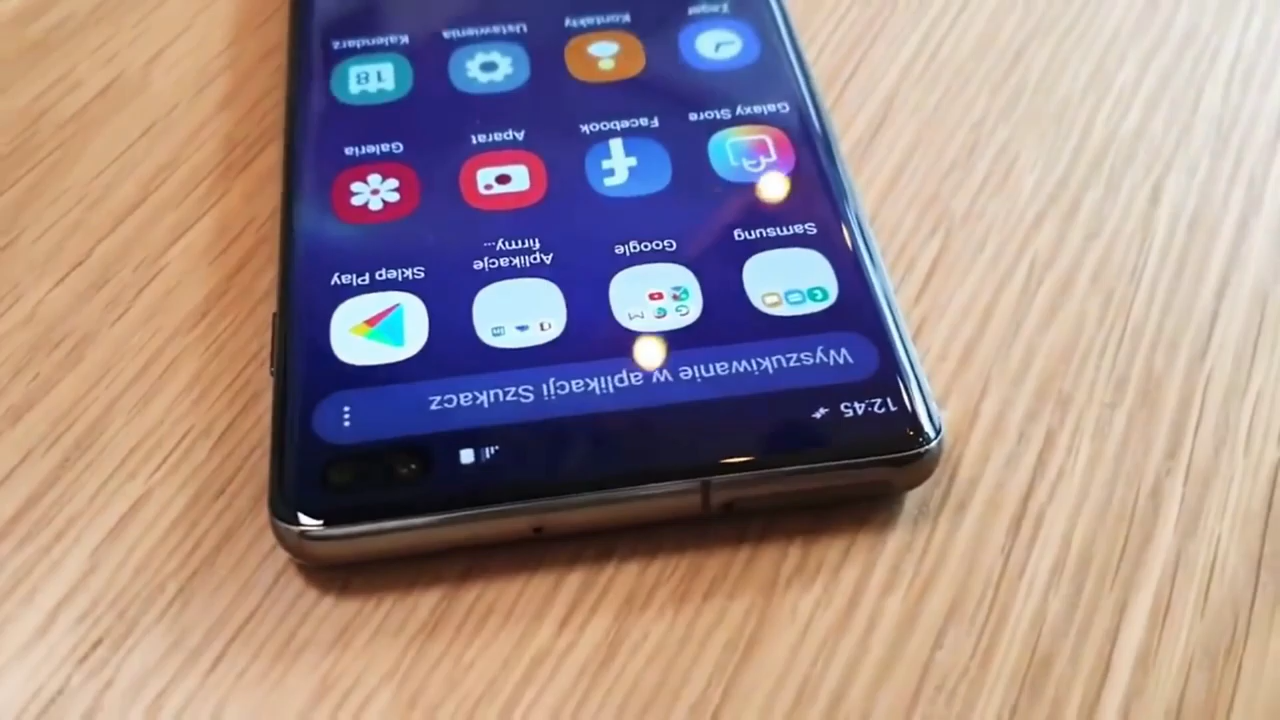 12:45
Wyszukiwanie w aplikacji Szukacz
Samsung
Google
Aplikacje
firmy...
Sklep Play
Galaxy Store
Facebook
Aparat
Galeria
Zegar
Kontakty
Ustawienia
18
Kalendarz